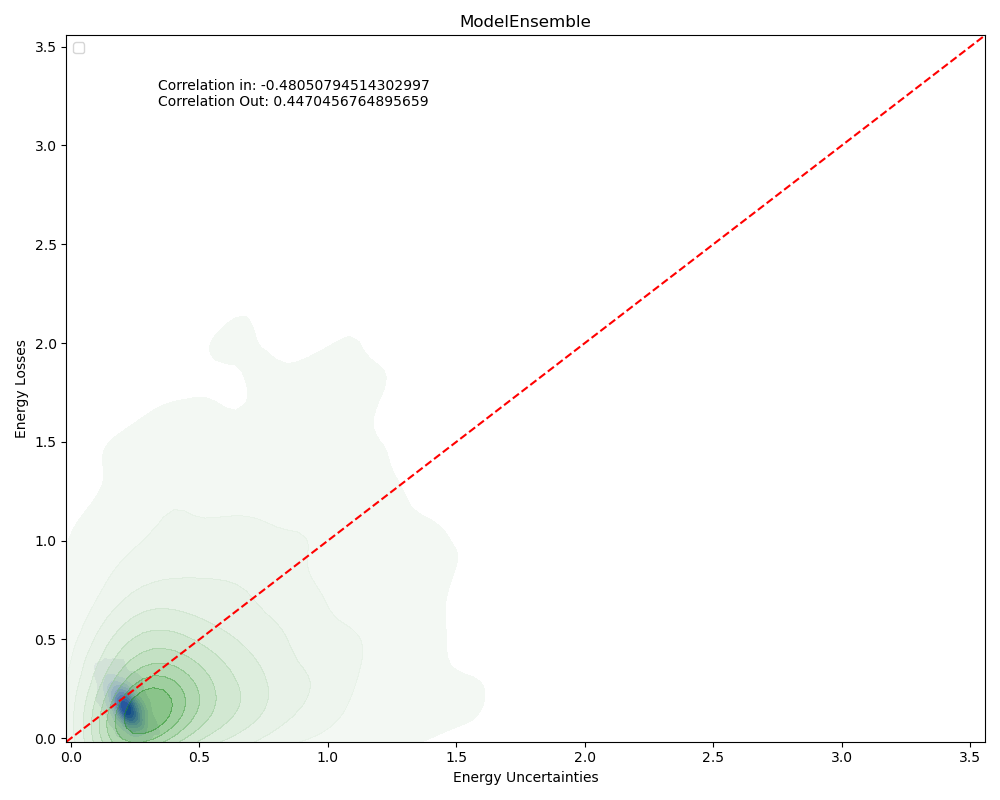 ModelEnsemble
3.5
3.0
2.5
2.0
1.5
1.0
0.5
0.0
Energy Losses
Correlation in: -0.48050794514302997
Correlation Out: 0.4470456764895659
0.0 0.5 1.0 1.5 2.0 2.5 3.0 3.5
Energy Uncertainties